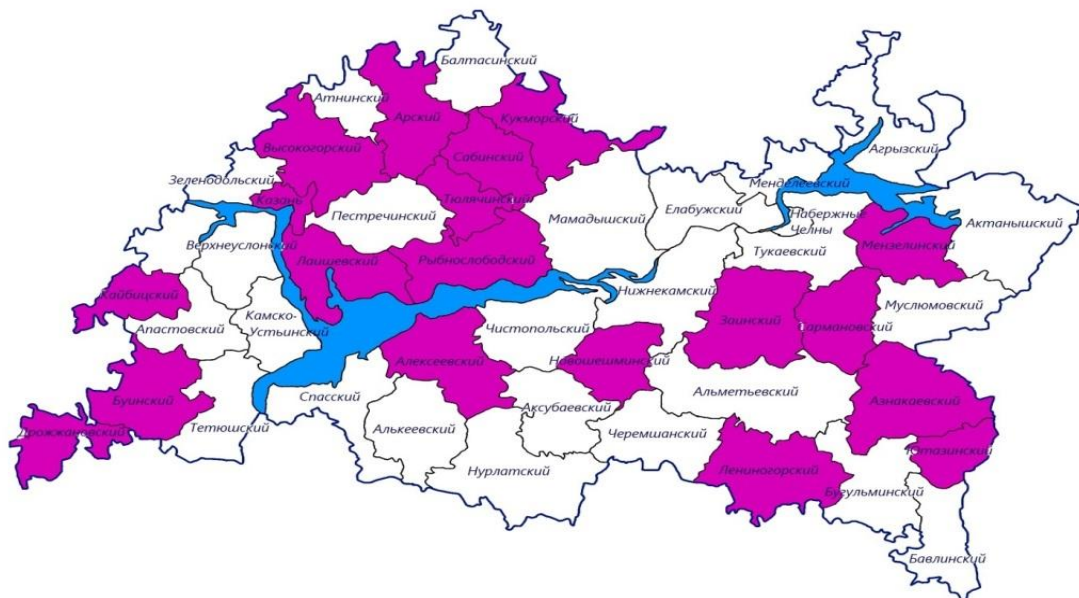 Балтасинский
Атнинский
Арский
Кукморский
Высокогорский
Сабинский
Агрызский
Зеленодольский
Менделеевский
Казань
Тюлячинский
Елабужский
Пестречинский
Мамадышский
Набержные
Челны
Актанышский
Верхнеуслонский
Тукаевский
Мензелинский
Лаишевский
Рыбнослободский
Нижнекамский
Кайбицский
Муслюмовский
Камско-
Устьинский
Заинский
Апастовский
Чистопольский
Сармановский
Алексеевский
Новошешминский
Альметьевский
Спасский
Буинский
Аксубаевский
Азнакаевский
Тетюшский
Алькеевский
Черемшанский
Дрожжановский
Ютазинский
Нурлатский
Лениногорский
Бугульминский
Бавлинский